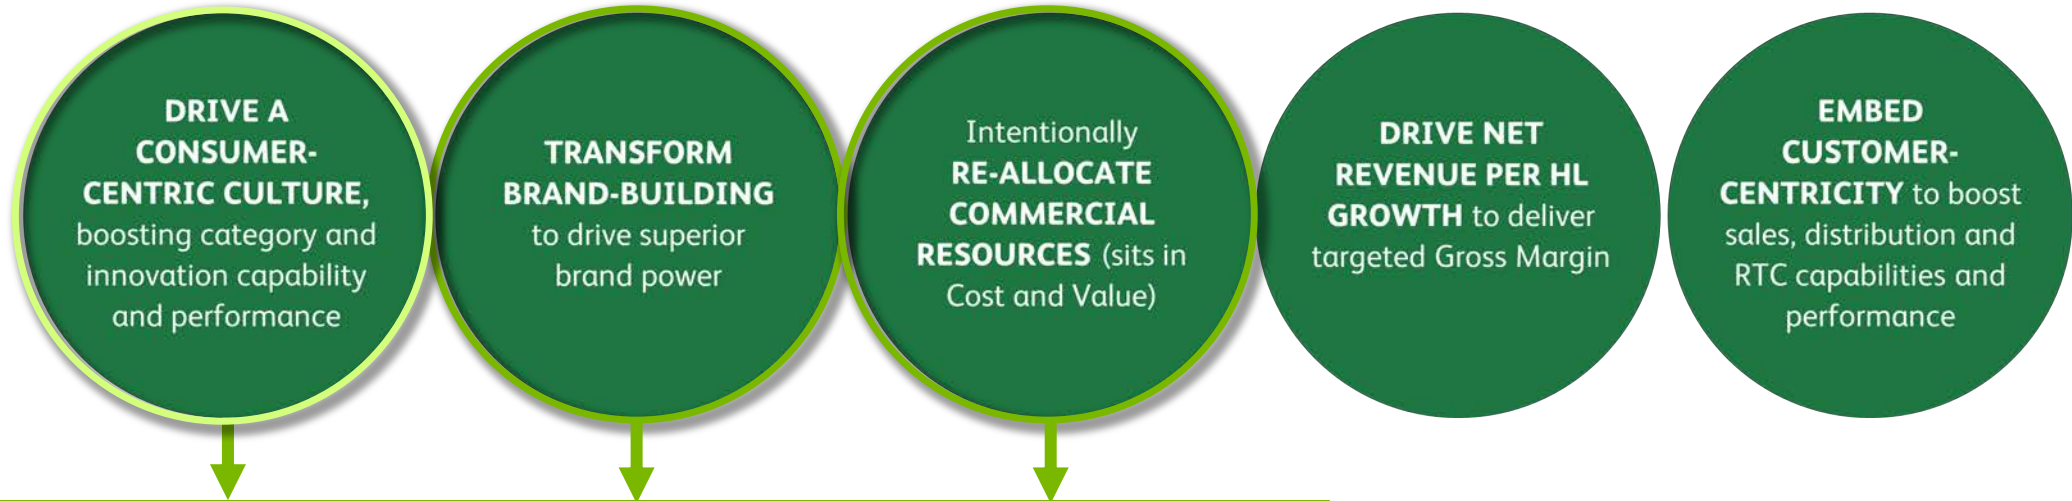 DRIVE A
CONSUMER-
CENTRIC CULTURE,
boosting category and
innovation capability
and performance
TRANSFORM
BRAND-BUILDING
to drive superior
brand power
Intentionally
RE-ALLOCATE
COMMERCIAL
RESOURCES (sits in
Cost and Value)
DRIVE NET
REVENUE PER HL
GROWTH to deliver
targeted Gross Margin
EMBED
CUSTOMER-
CENTRICITY to boost
sales, distribution and
RTC capabilities and
performance